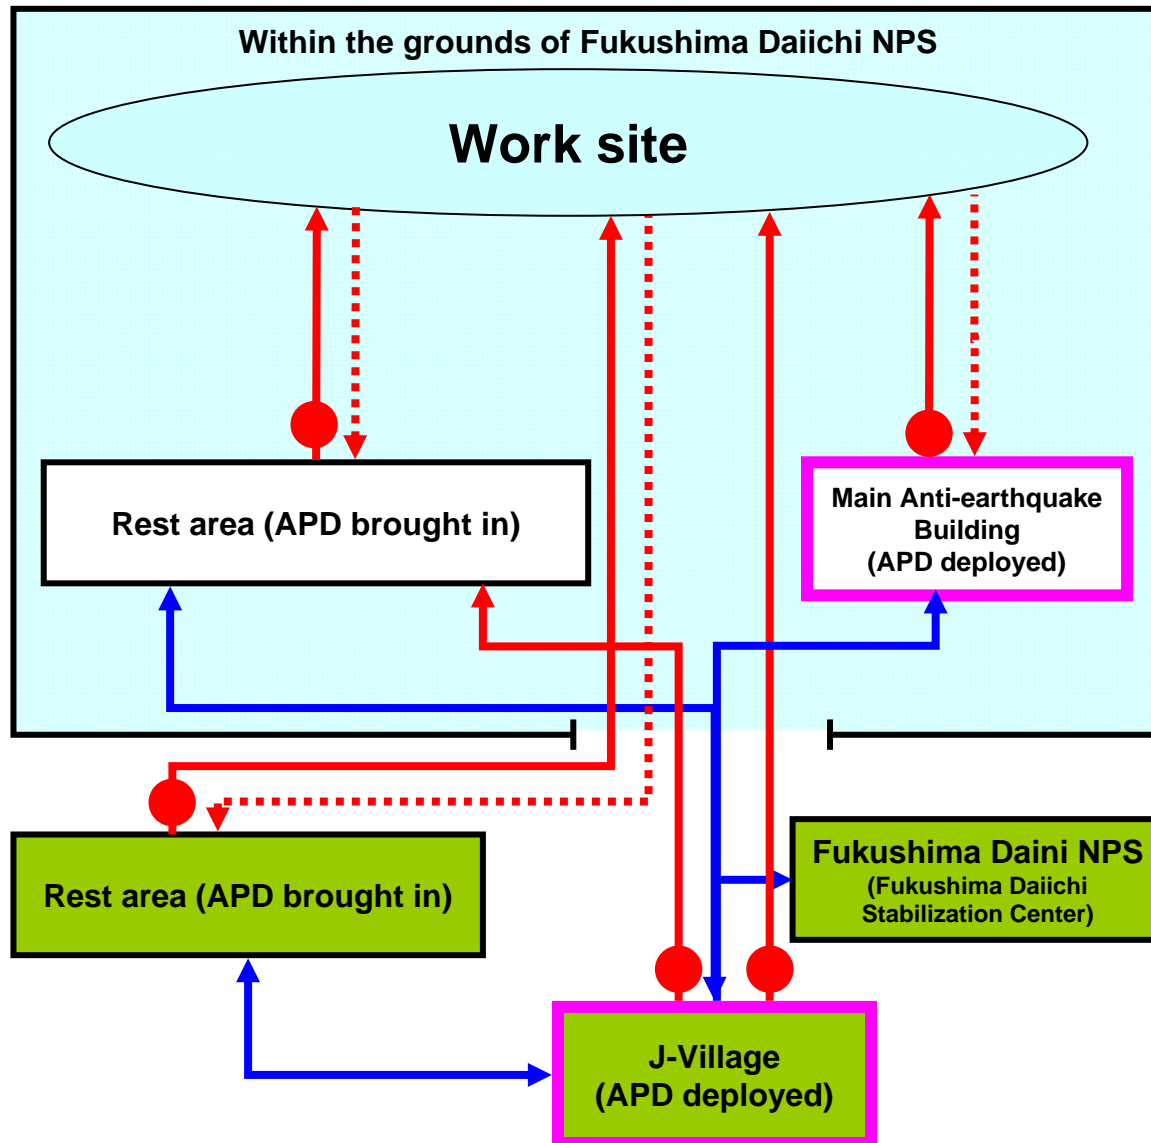 Within the grounds of Fukushima Daiichi NPS
Work site
Rest area (APD brought in)
Main Anti-earthquake
Building
(APD deployed)
Rest area (APD brought in)
Fukushima Daini NPS
(Fukushima Daiichi
Stabilization Center)
J-Village
(APD deployed)